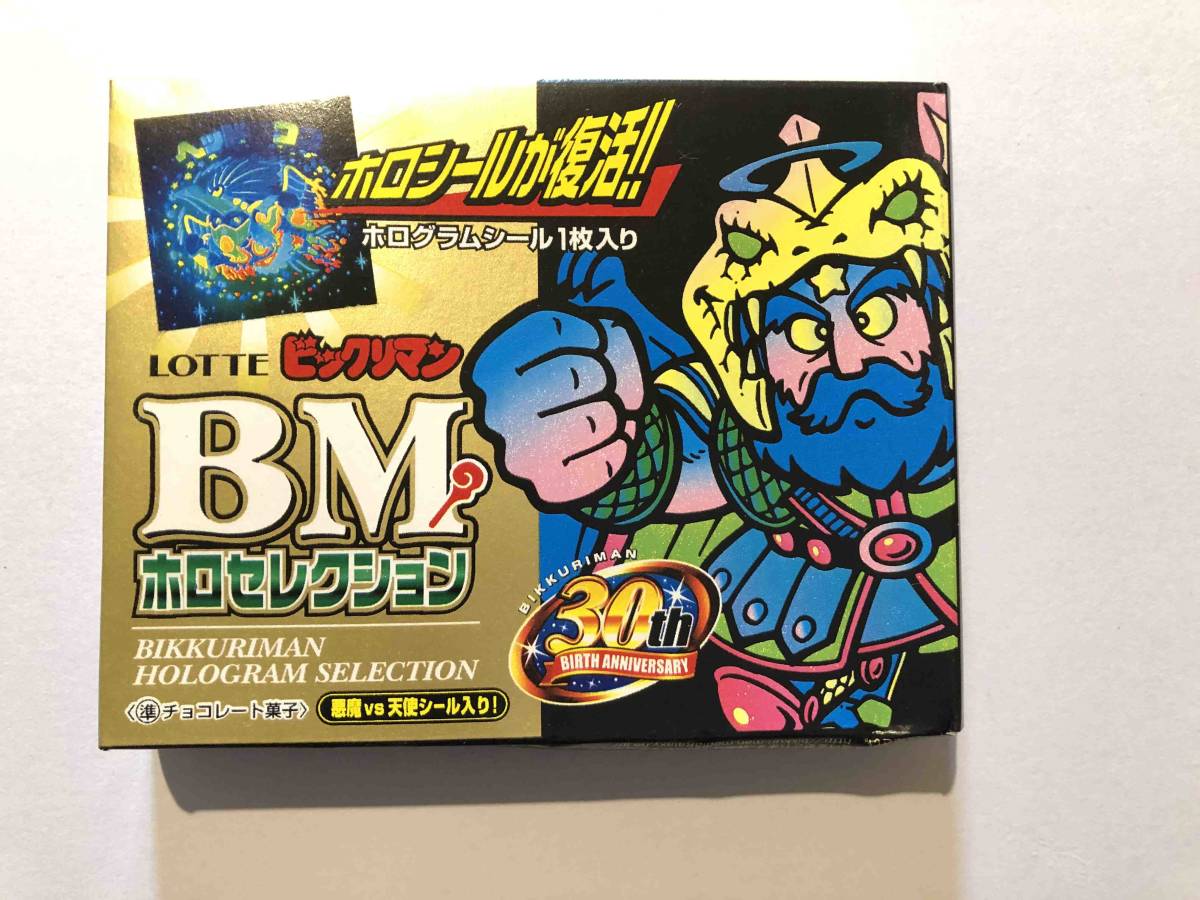 ホロシールが復活!!
ホログラムシール1枚入り
LOTTE ビックリマン
BM
ホロセレクション
BIKKURIMAN
HOLOGRAM SELECTION
〈準チョコレート菓子〉 悪魔vs天使シール入り!
BIKKURIMAN
30th
BIRTH ANNIVERSARY